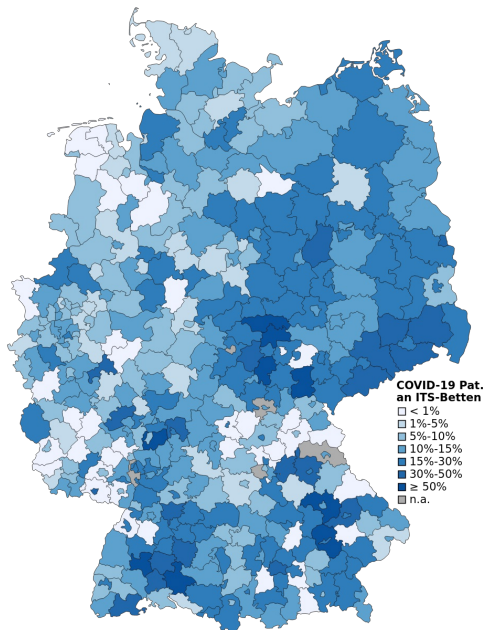 COVID-19 Pat.
an ITS-Betten
< 1%
1%-5%
5%-10%
10%-15%
15%-30%
30%-50%
≥ 50%
n.a.